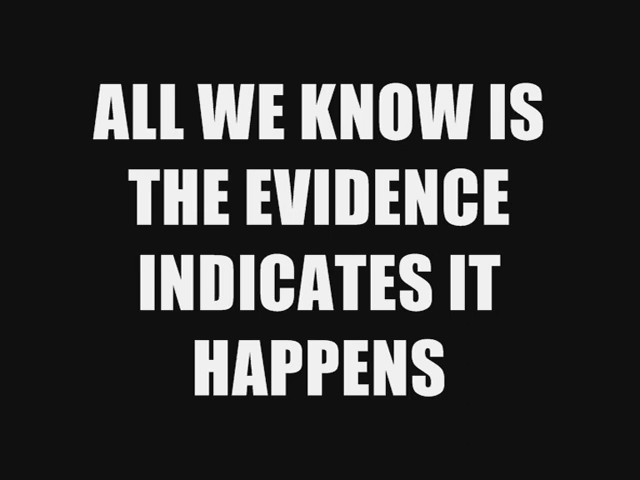 ALL WE KNOW IS
THE EVIDENCE
INDICATES IT
HAPPENS